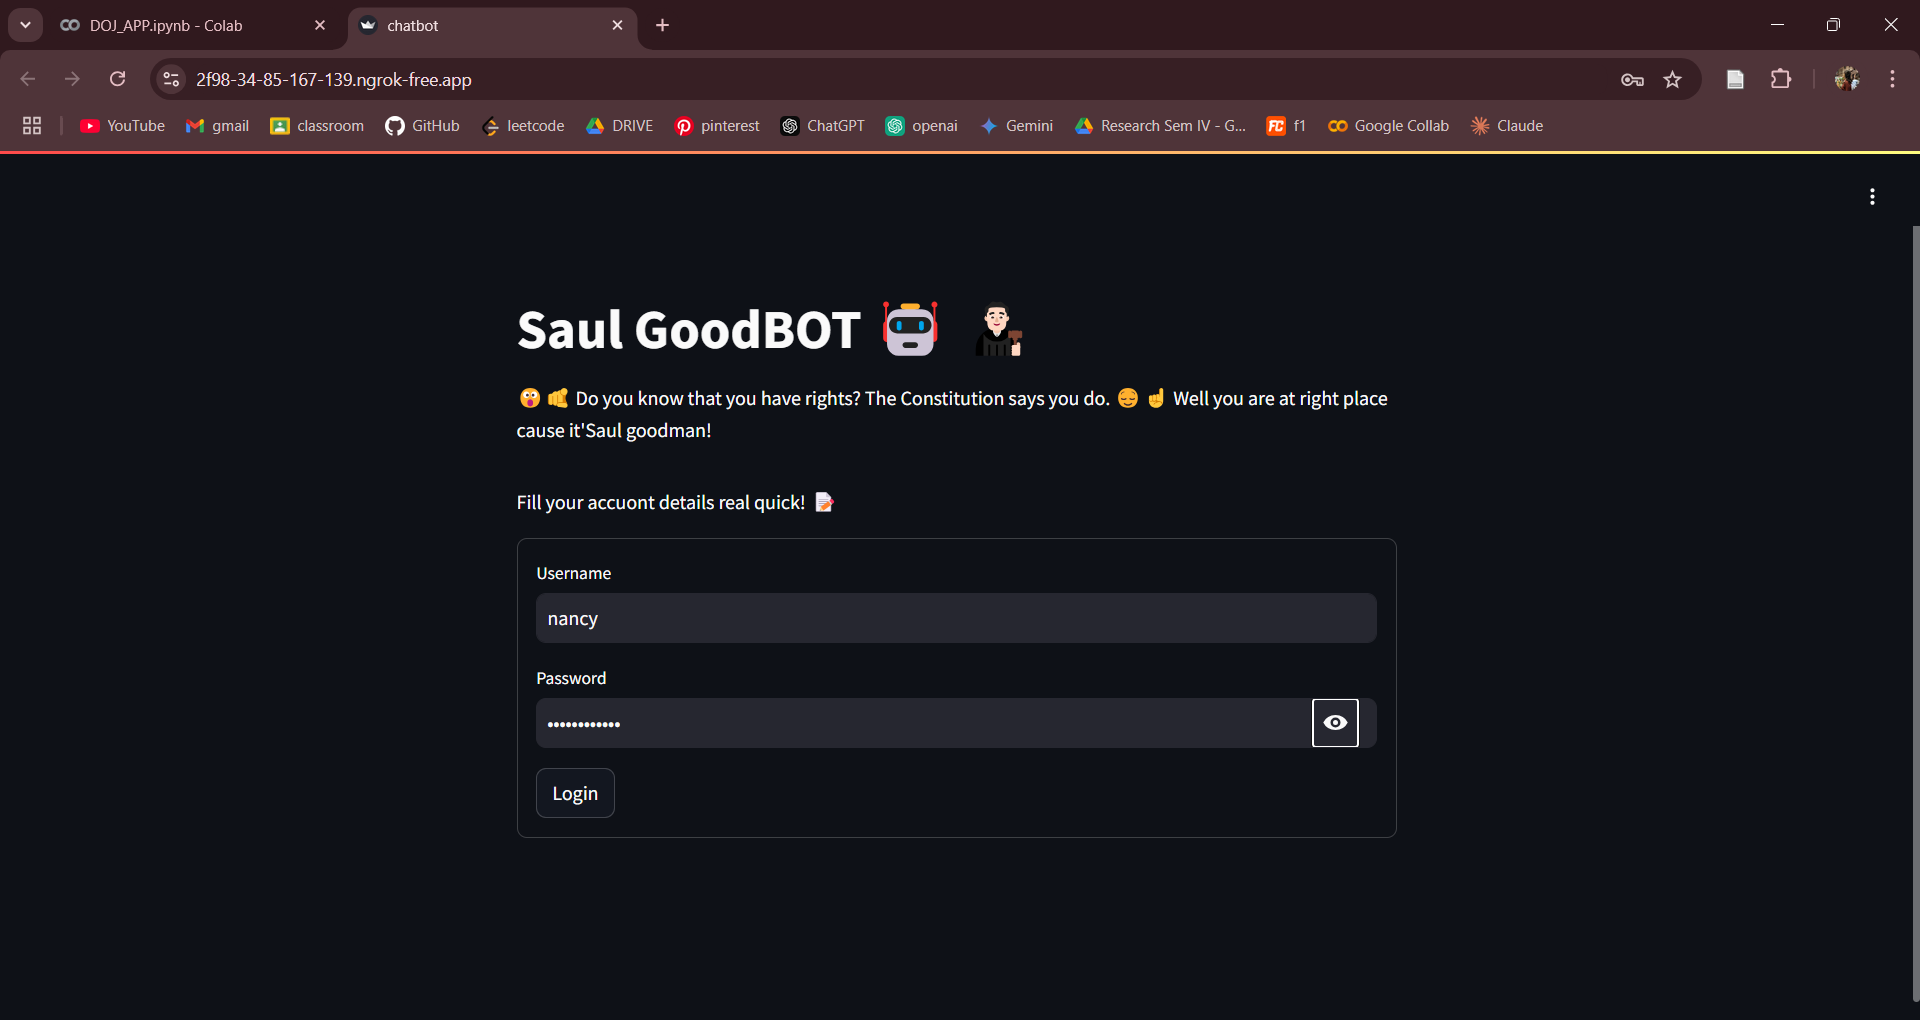 DOJ_APP.ipynb - Colab
chatbot
2f98-34-85-167-139.ngrok-free.app
YouTube gmail classroom GitHub leetcode DRIVE pinterest ChatGPT openai Gemini Research Sem IV - G... FC f1 Google Collab Claude
Saul GoodBOT
Do you know that you have rights? The Constitution says you do. Well you are at right place
cause it'Saul goodman!
Fill your accuont details real quick!
Username
nancy
Password
••••••••••••
Login